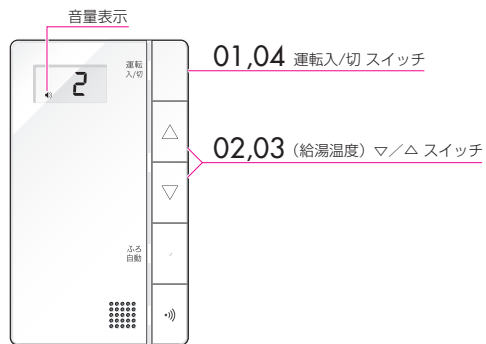 音量表示
2
運転
入/切
01,04 運転入/切 スイッチ
02,03 (給湯温度) ▽/△ スイッチ
ふろ
自動